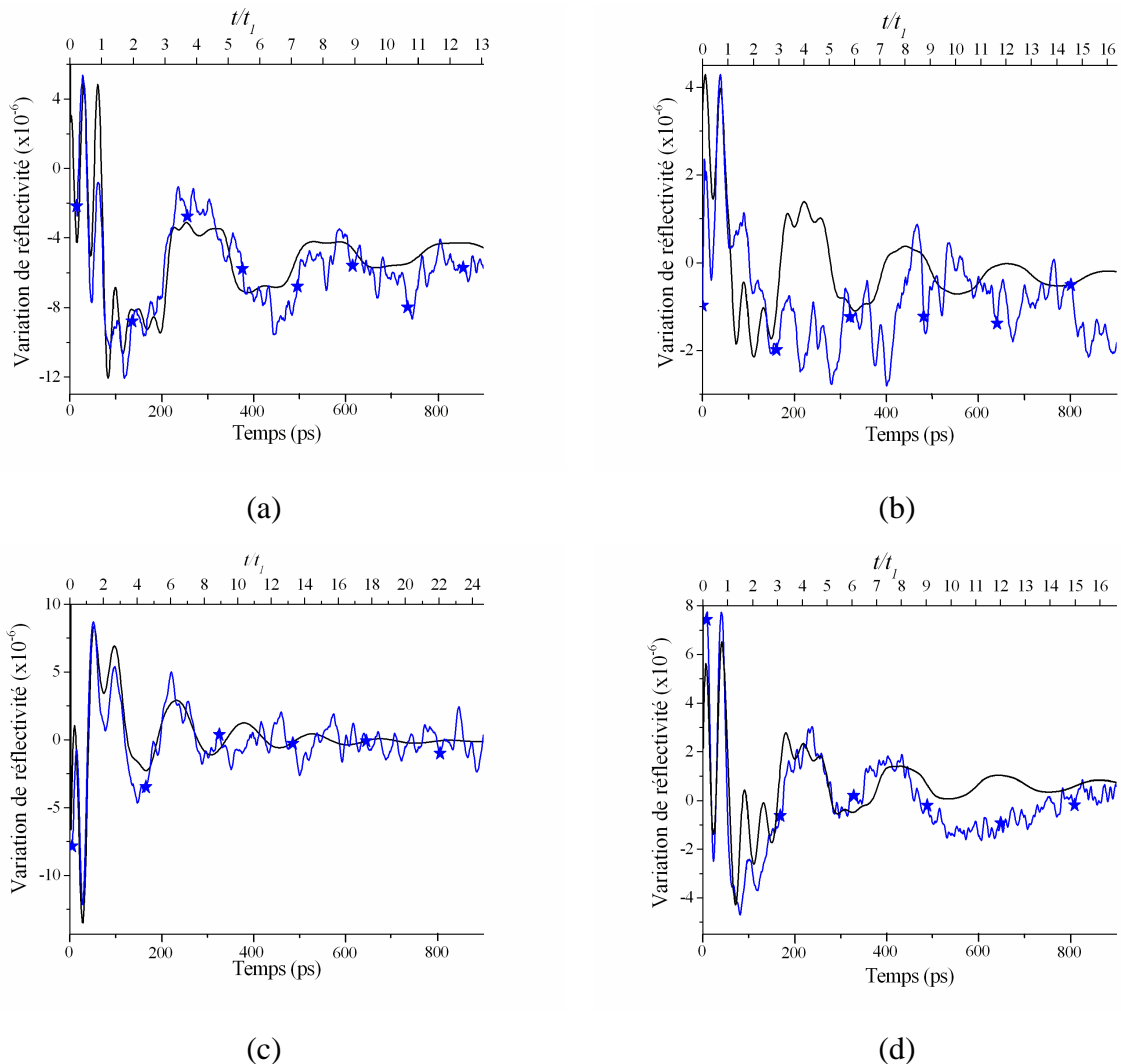 t/t1
0 1 2 3 4 5 6 7 8 9 10 11 12 13
Variation de réflectivité (x10-6)
4
0
-4
-8
-12
0 200 400 600 800
Temps (ps)
(a)
t/t1
0 1 2 3 4 5 6 7 8 9 10 11 12 13 14 15 16
Variation de réflectivité (x10-6)
4
2
0
-2
0 200 400 600 800
Temps (ps)
(b)
t/t1
0 2 4 6 8 10 12 14 16 18 20 22 24
Variation de réflectivité (x10-6)
10
5
0
-5
-10
0 200 400 600 800
Temps (ps)
(c)
t/t1
0 1 2 3 4 5 6 7 8 9 10 11 12 13 14 15 16
Variation de réflectivité (x10-6)
8
6
4
2
0
-2
-4
0 200 400 600 800
Temps (ps)
(d)